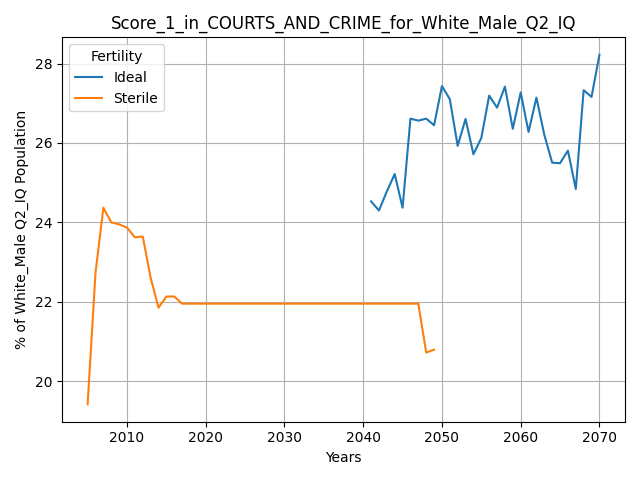 Score_1_in_COURTS_AND_CRIME_for_White_Male_Q2_IQ
Fertility
Ideal
Sterile
% of White_Male Q2_IQ Population
28
26
24
22
20
2010 2020 2030 2040 2050 2060 2070
Years